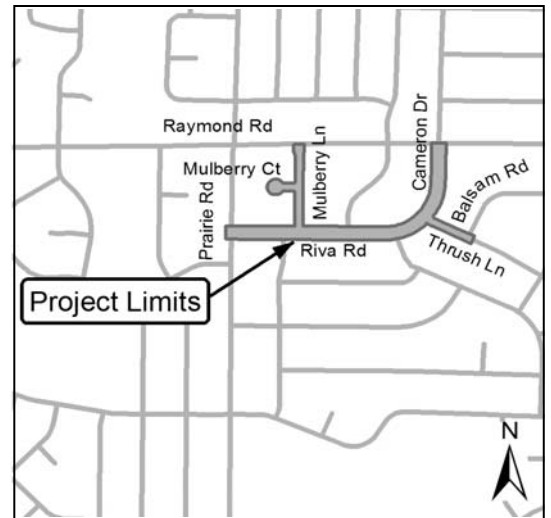 Raymond Rd
Mulberry Ct
Mulberry Ln
Cameron Dr
Balsam Rd
Prairie Rd
Riva Rd
Thrush Ln
Project Limits
N